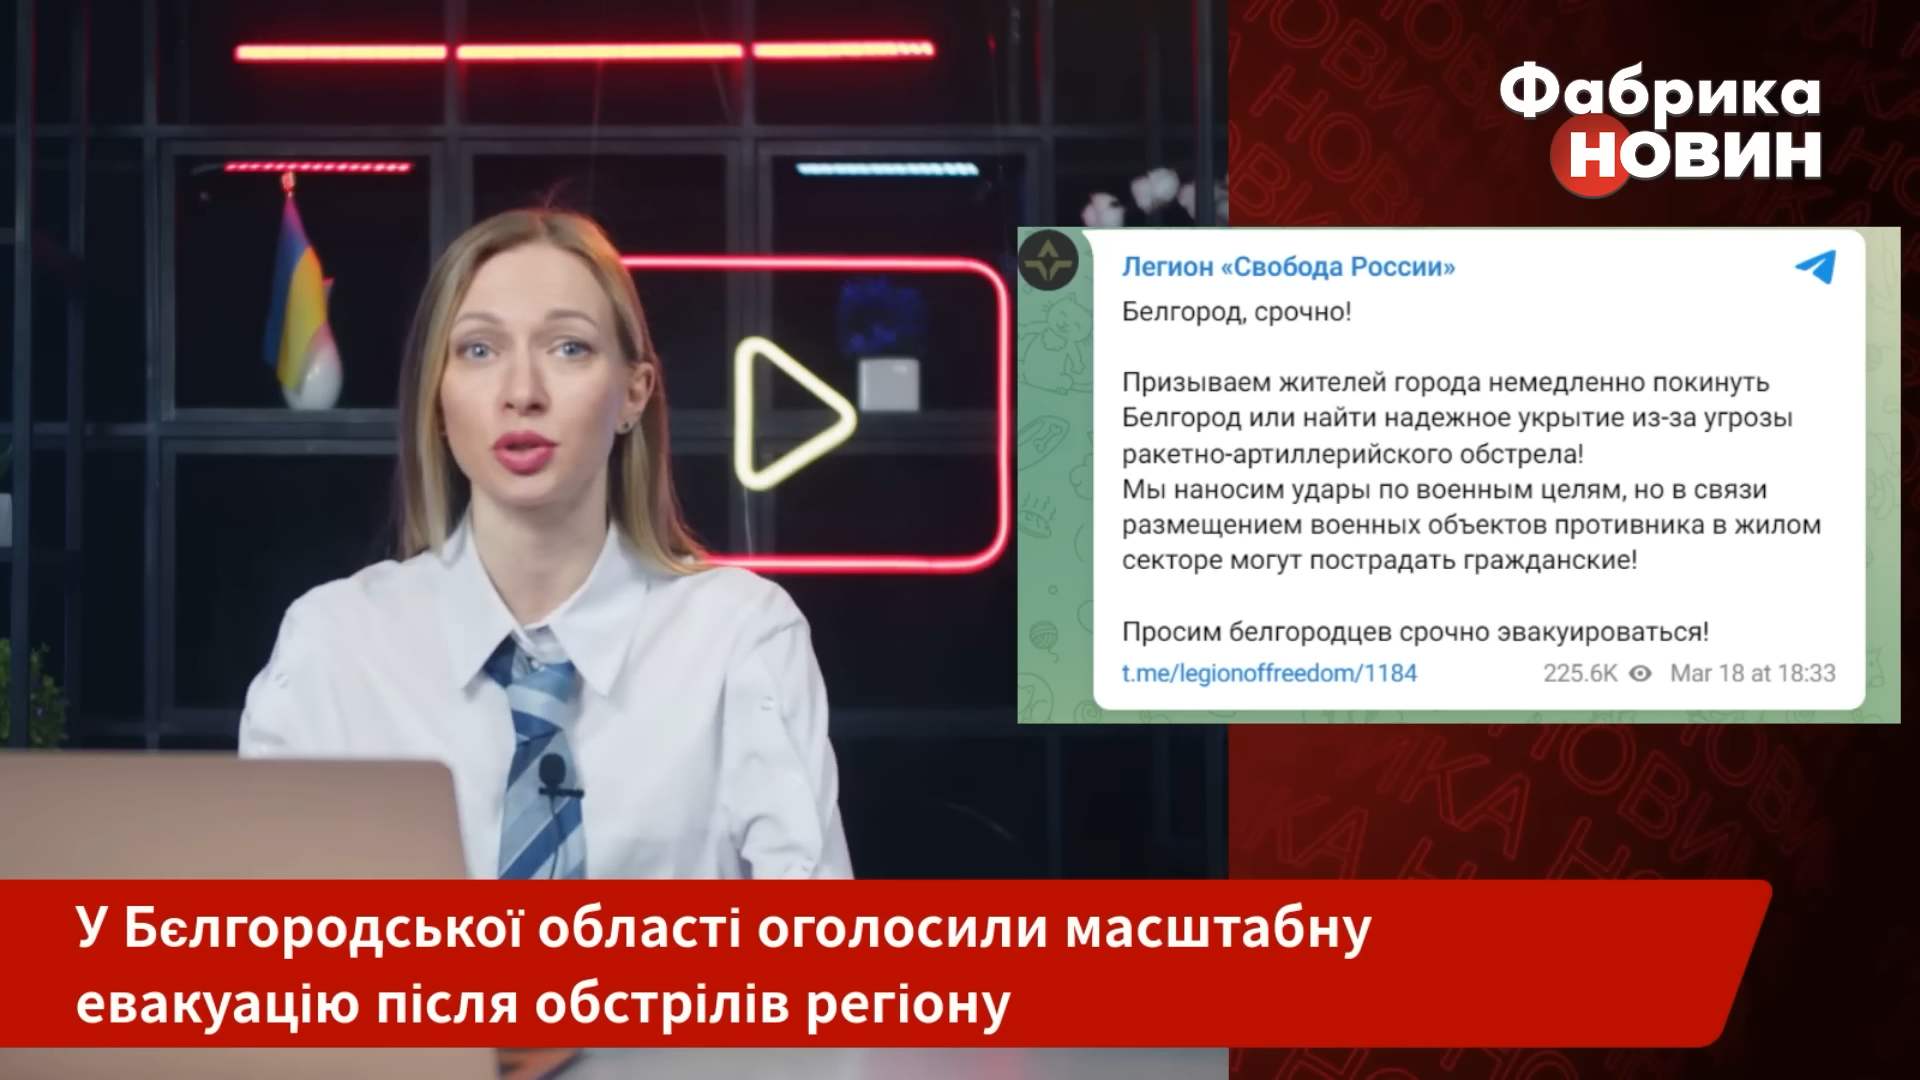 Фабрика
НОВИН
Легион «Свобода России»
Белгород, срочно!
Призываем жителей города немедленно покинуть
Белгород или найти надежное укрытие из-за угрозы
ракетно-артиллерийского обстрела!
Мы наносим удары по военным целям, но в связи
размещением военных объектов противника в жилом
секторе могут пострадать гражданские!
Просим белгородцев срочно эвакуироваться!
t.me/legionoffreedom/1184 225.6K Mar 18 at 18:33
У Бєлгородської області оголосили масштабну
евакуацію після обстрілів регіону